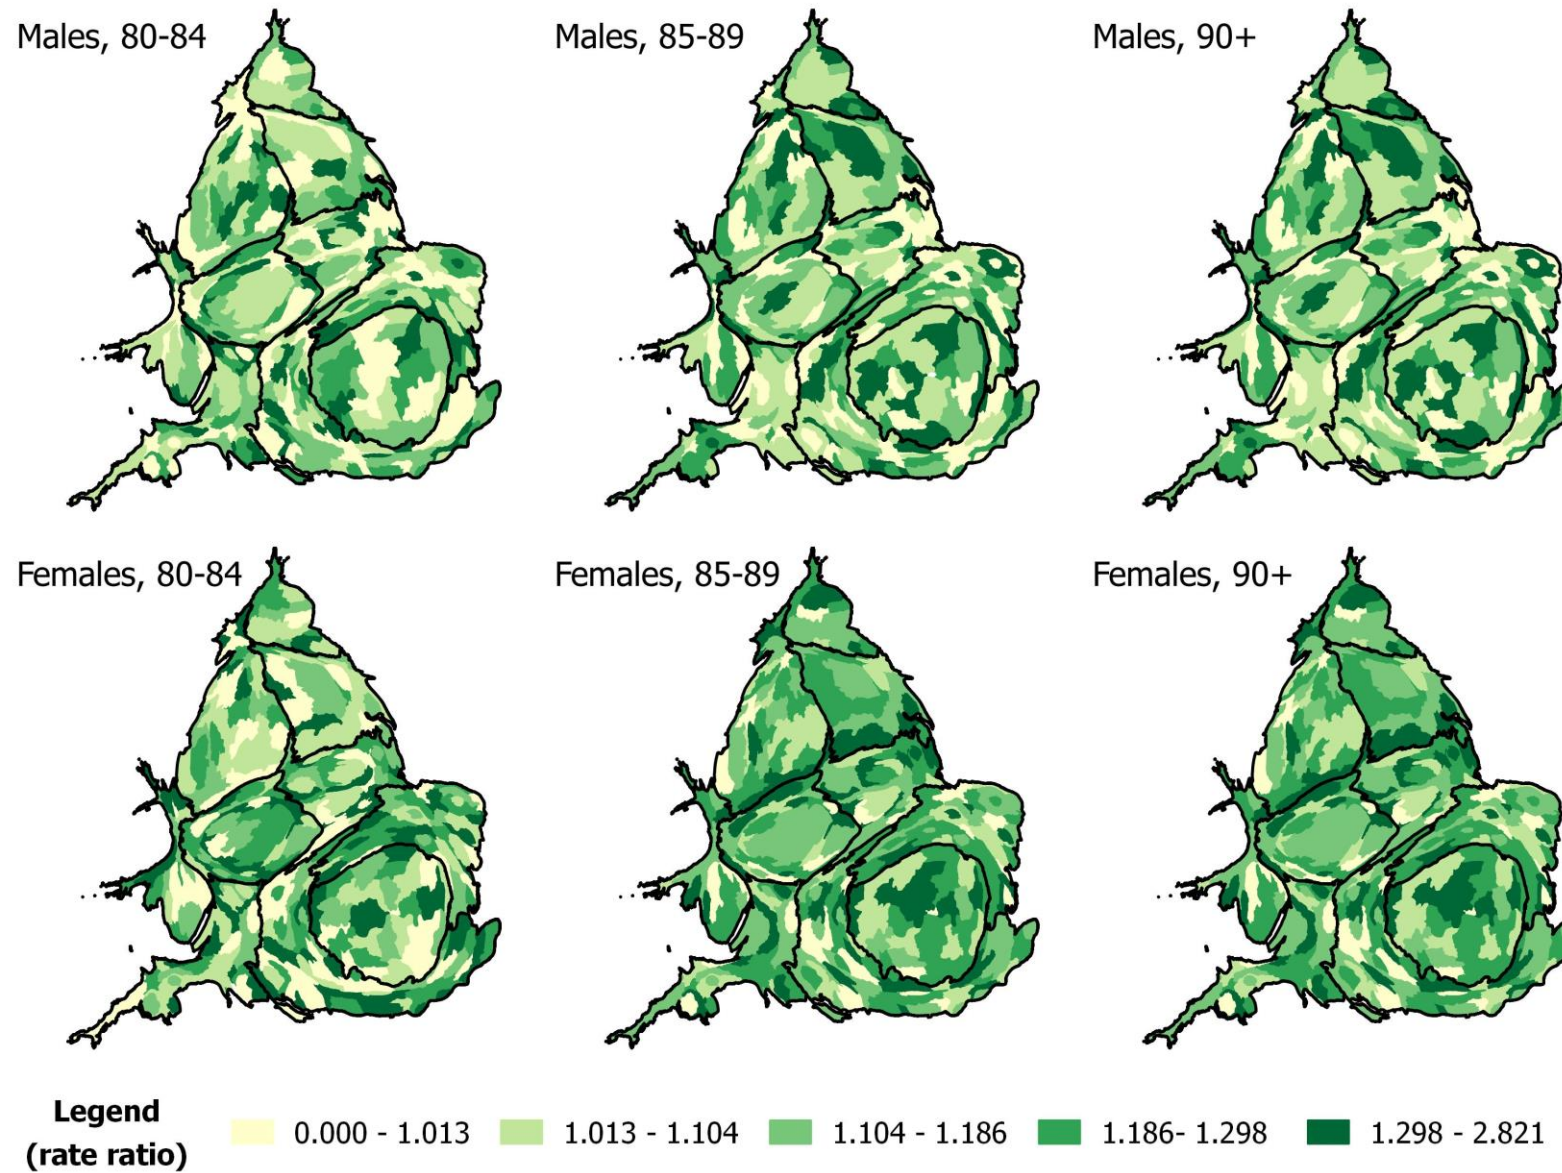 Males, 80-84
Males, 85-89
Males, 90+
Females, 80-84
Females, 85-89
Females, 90+
Legend
(rate ratio)
0.000 - 1.013
1.013 - 1.104
1.104 - 1.186
1.186- 1.298
1.298 - 2.821